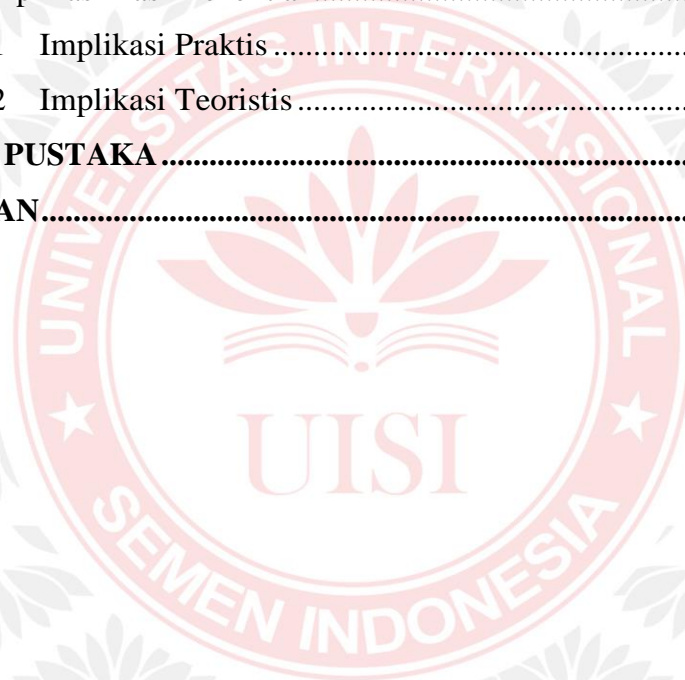 1 Implikasi Praktis ..........................................................
2 Implikasi Teoristis .......................................................
PUSTAKA .................................................................
AN........................................................................
UNIVERSITAS INTERNASIONAL
UISI
SEMEN INDONESIA